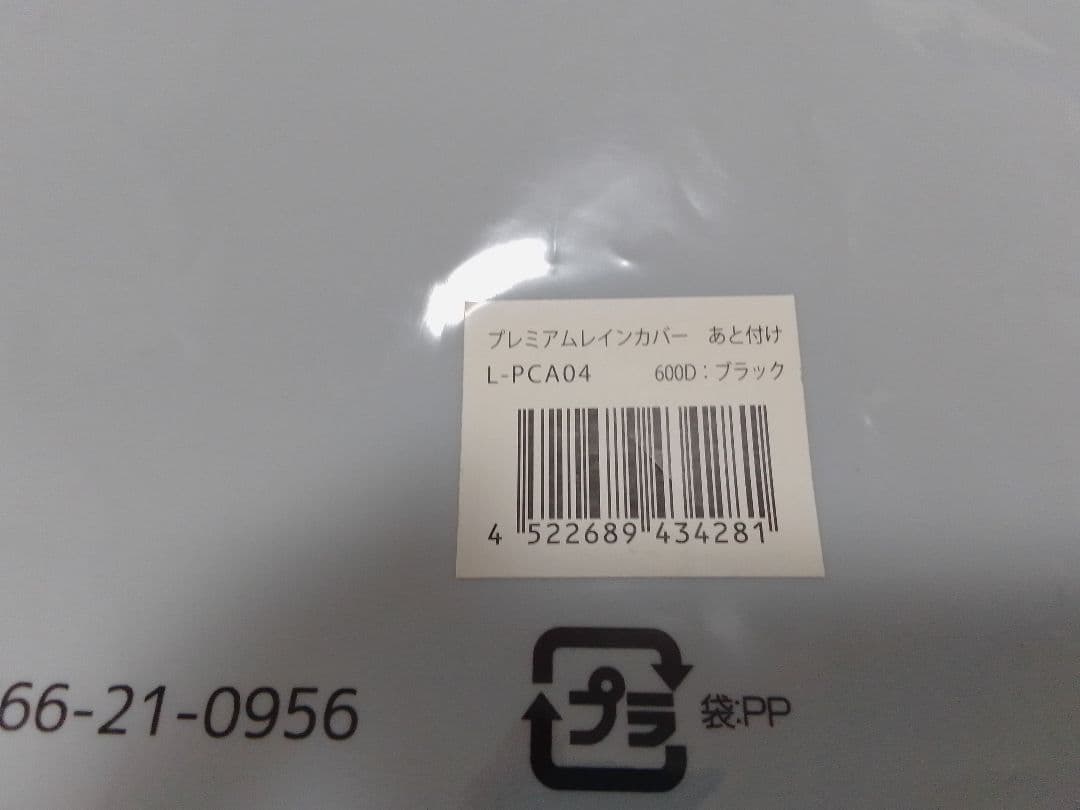 プレミアムレインカバー あと付け
L-PCA04 600D：ブラック
4 522689 434281
66-21-0956
プラ 袋:PP